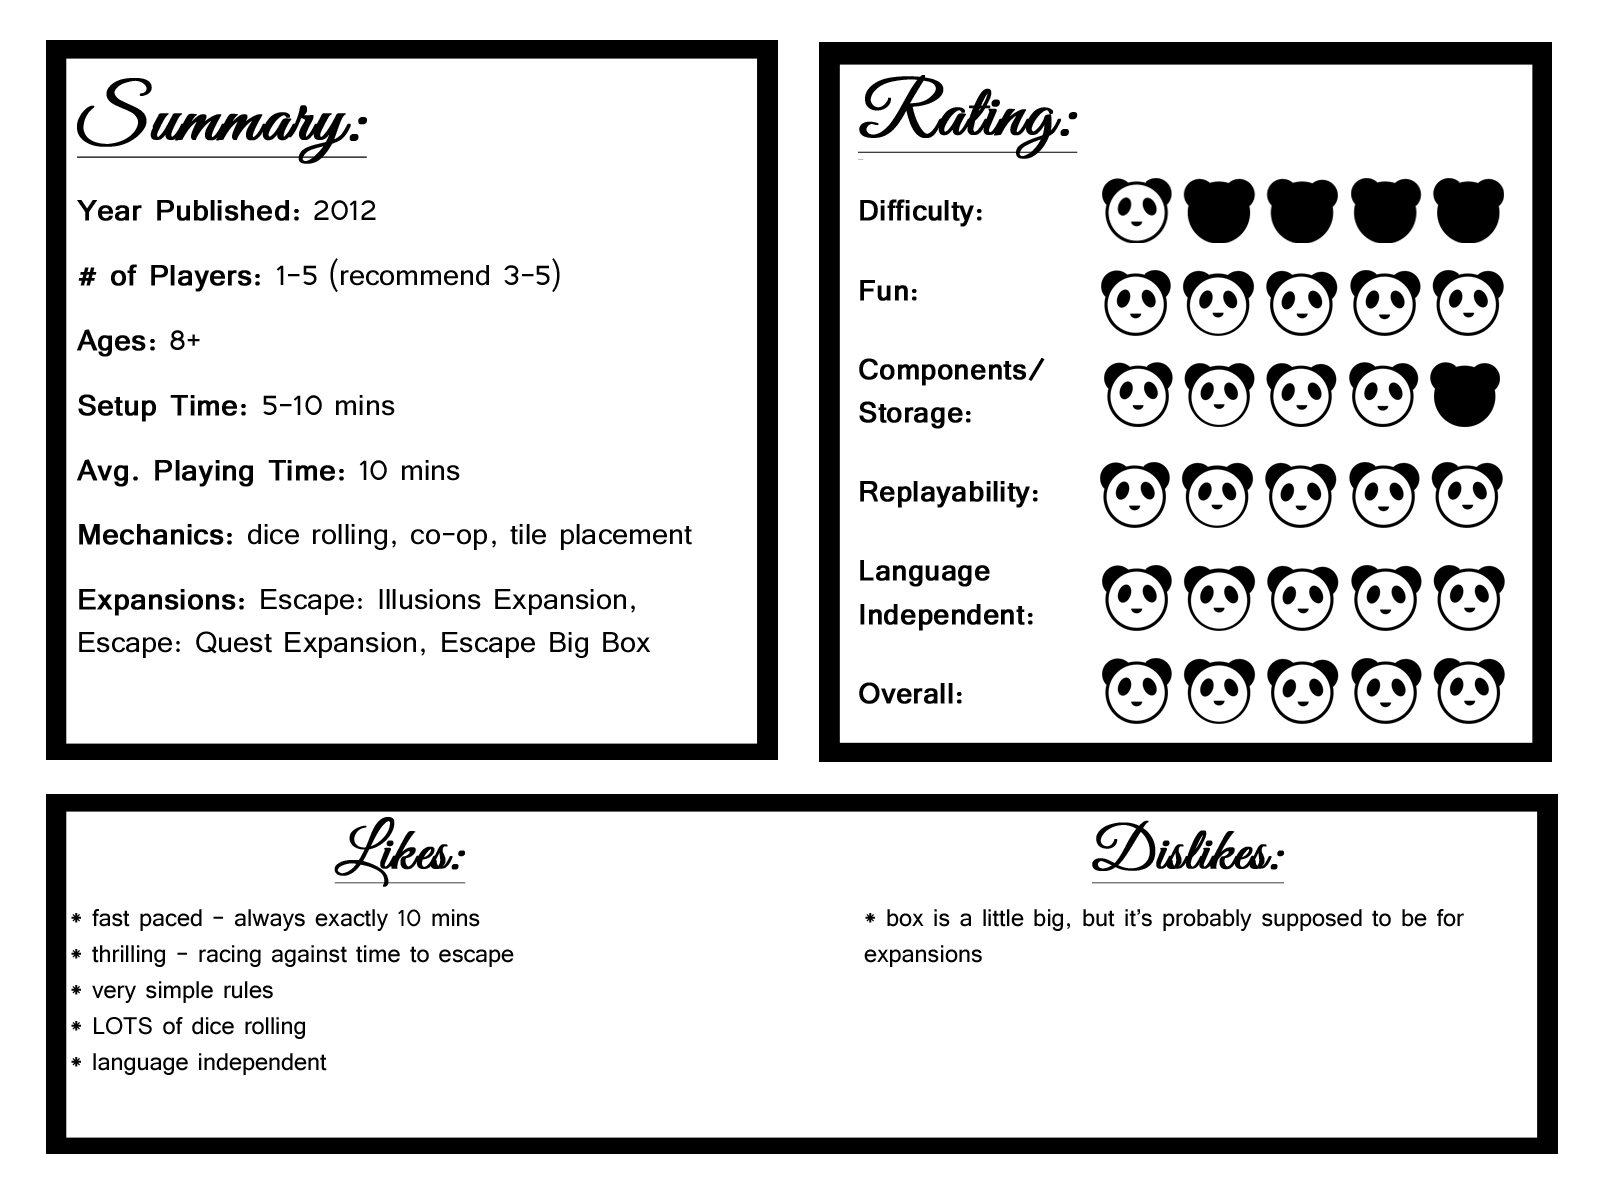 Summary:
Year Published: 2012
# of Players: 1-5 (recommend 3-5)
Ages: 8+
Setup Time: 5-10 mins
Avg. Playing Time: 10 mins
Mechanics: dice rolling, co-op, tile placement
Expansions: Escape: Illusions Expansion,
Escape: Quest Expansion, Escape Big Box
Rating:
Difficulty:
Fun:
Components/
Storage:
Replayability:
Language
Independent:
Overall:
Likes:
* fast paced - always exactly 10 mins
* thrilling - racing against time to escape
* very simple rules
* LOTS of dice rolling
* language independent
Dislikes:
* box is a little big, but it's probably supposed to be for
expansions